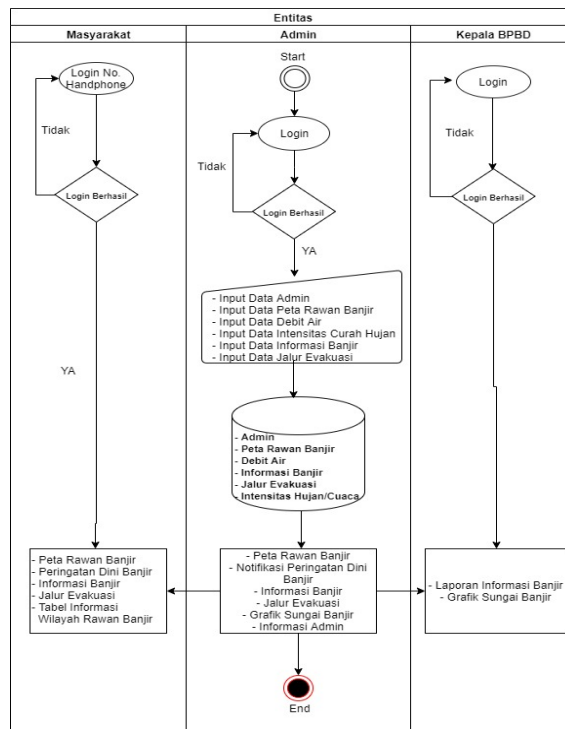 Entitas
Masyarakat
Admin
Kepala BPBD
Login No.
Handphone
Tidak
Login Berhasil
YA
- Peta Rawan Banjir
- Peringatan Dini Banjir
- Informasi Banjir
- Jalur Evakuasi
- Tabel Informasi
Wilayah Rawan Banjir
Start
Login
Tidak
Login Berhasil
YA
- Input Data Admin
- Input Data Peta Rawan Banjir
- Input Data Debit Air
- Input Data Intensitas Curah Hujan
- Input Data Informasi Banjir
- Input Data Jalur Evakuasi
- Admin
- Peta Rawan Banjir
- Debit Air
- Informasi Banjir
- Jalur Evakuasi
- Intensitas Hujan/Cuaca
- Peta Rawan Banjir
- Notifikasi Peringatan Dini
Banjir
- Informasi Banjir
- Jalur Evakuasi
- Grafik Sungai Banjir
- Informasi Admin
End
Login
Tidak
Login Berhasil
- Laporan Informasi Banjir
- Grafik Sungai Banjir